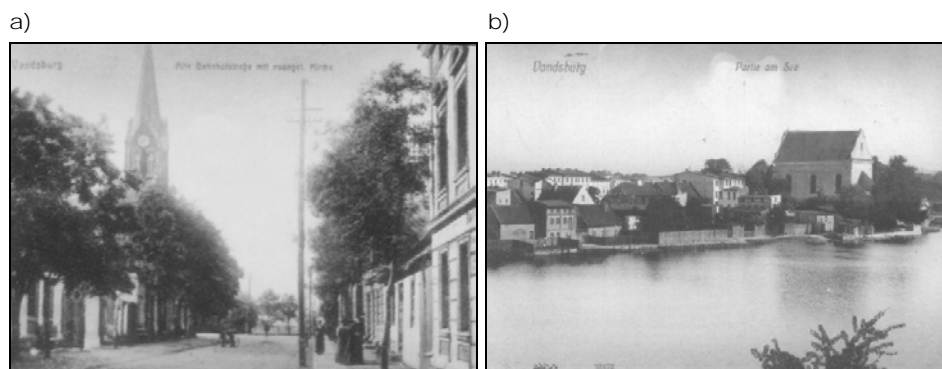 a)
b)
Vandsburg
Alte Bahnhofstraße mit evangel. Kirche
Vandsburg
Partie am See